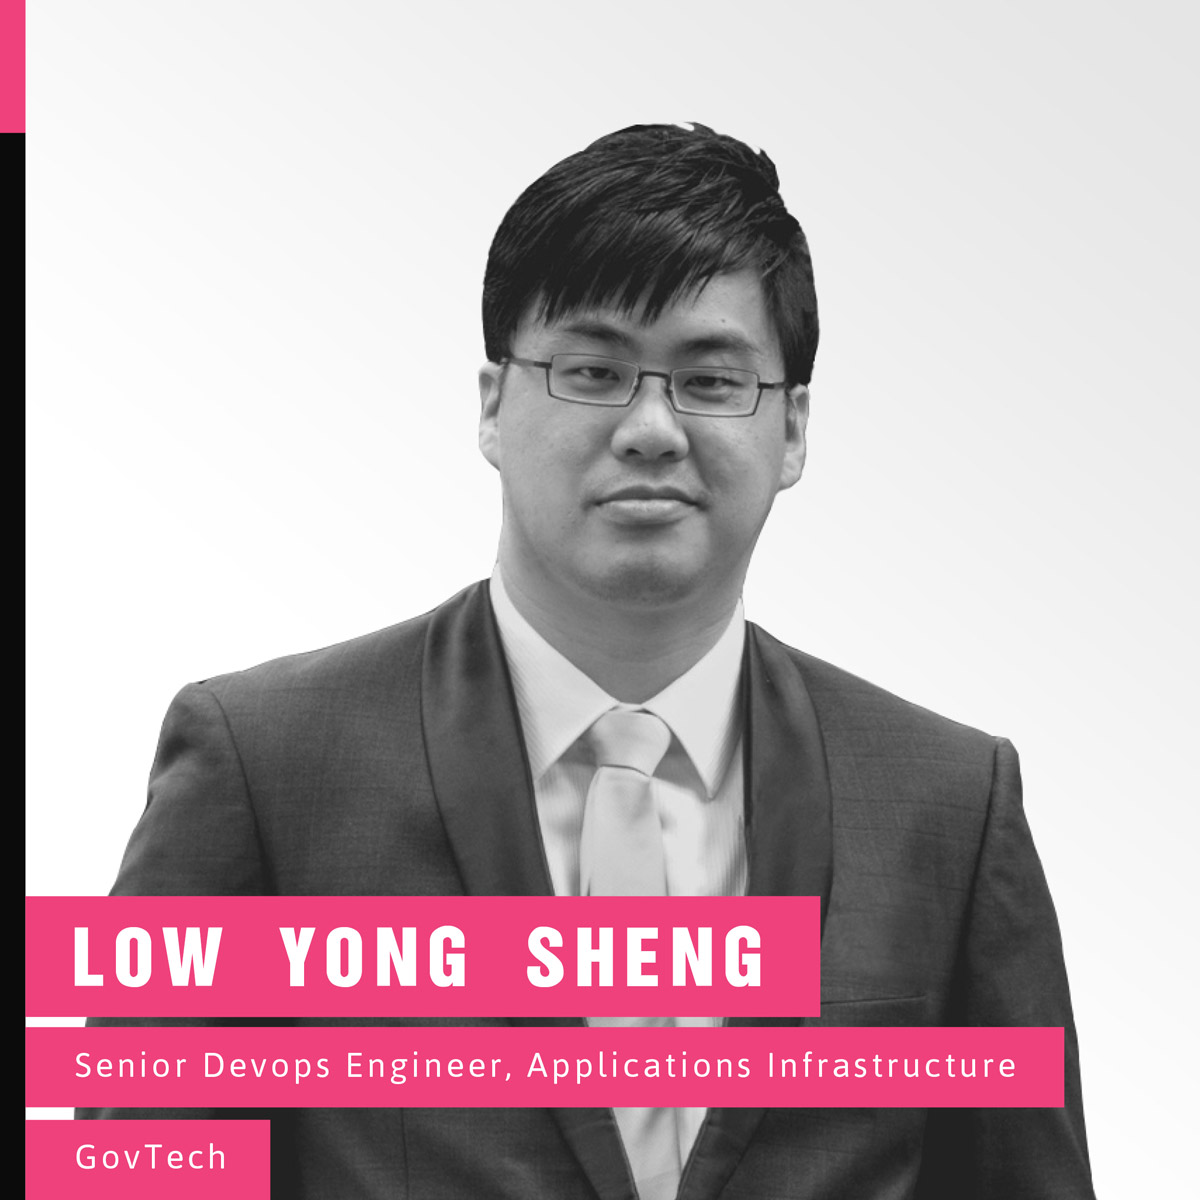 LOW YONG SHENG
Senior Devops Engineer, Applications Infrastructure
GovTech